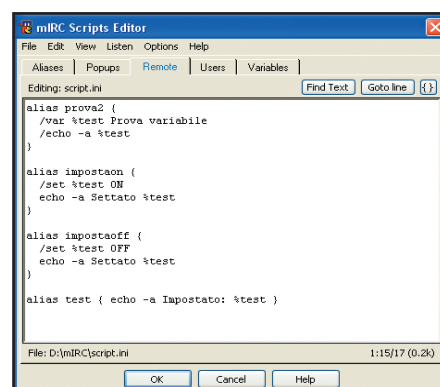 mIRC Scripts Editor
File Edit View Listen Options Help
Aliases Popups Remote Users Variables
Editing: script.ini Find Text Goto line {}
alias prova2 {
/var %test Prova variabile
/echo -a %test
}
alias impostaon {
/set %test ON
echo -a Settato %test
}
alias impostaoff {
/set %test OFF
echo -a Settato %test
}
alias test { echo -a Impostato: %test }
File: D:\mIRC\script.ini 1:15/17 (0.2k)
OK Cancel Help